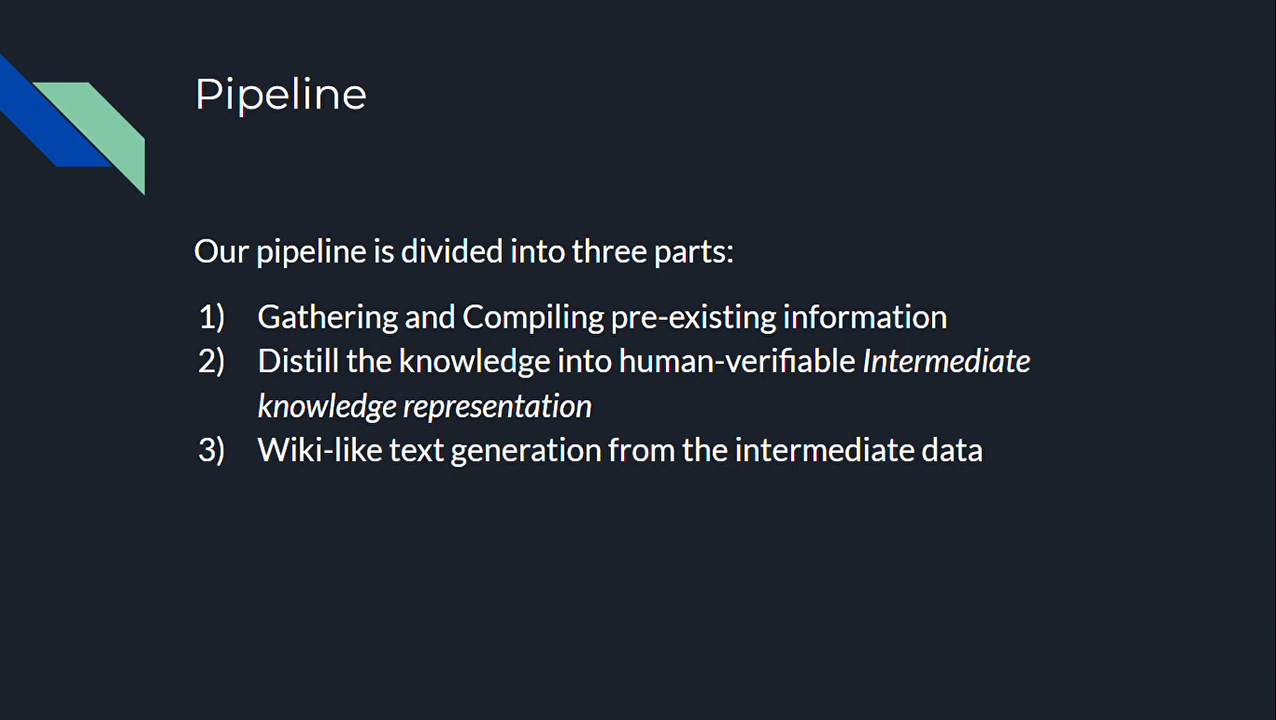 Pipeline
Our pipeline is divided into three parts:
1) Gathering and Compiling pre-existing information
2) Distill the knowledge into human-verifiable Intermediate
knowledge representation
3) Wiki-like text generation from the intermediate data